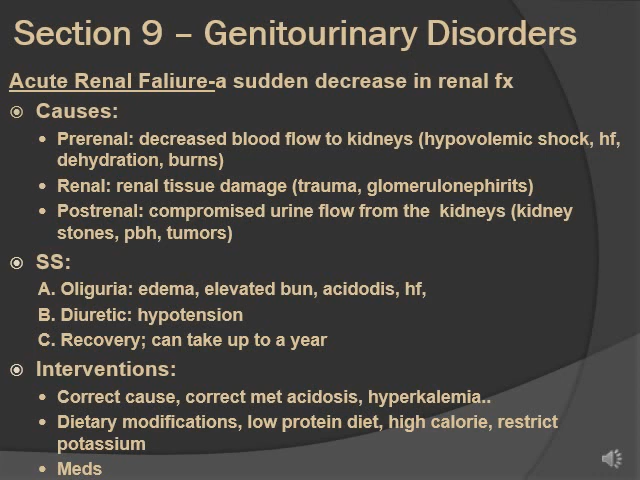 Section 9 – Genitourinary Disorders
Acute Renal Faliure-a sudden decrease in renal fx
Causes:
Prerenal: decreased blood flow to kidneys (hypovolemic shock, hf,
dehydration, burns)
Renal: renal tissue damage (trauma, glomerulonephirits)
Postrenal: compromised urine flow from the kidneys (kidney
stones, pbh, tumors)
SS:
A. Oliguria: edema, elevated bun, acidodis, hf,
B. Diuretic: hypotension
C. Recovery; can take up to a year
Interventions:
Correct cause, correct met acidosis, hyperkalemia..
Dietary modifications, low protein diet, high calorie, restrict
potassium
Meds